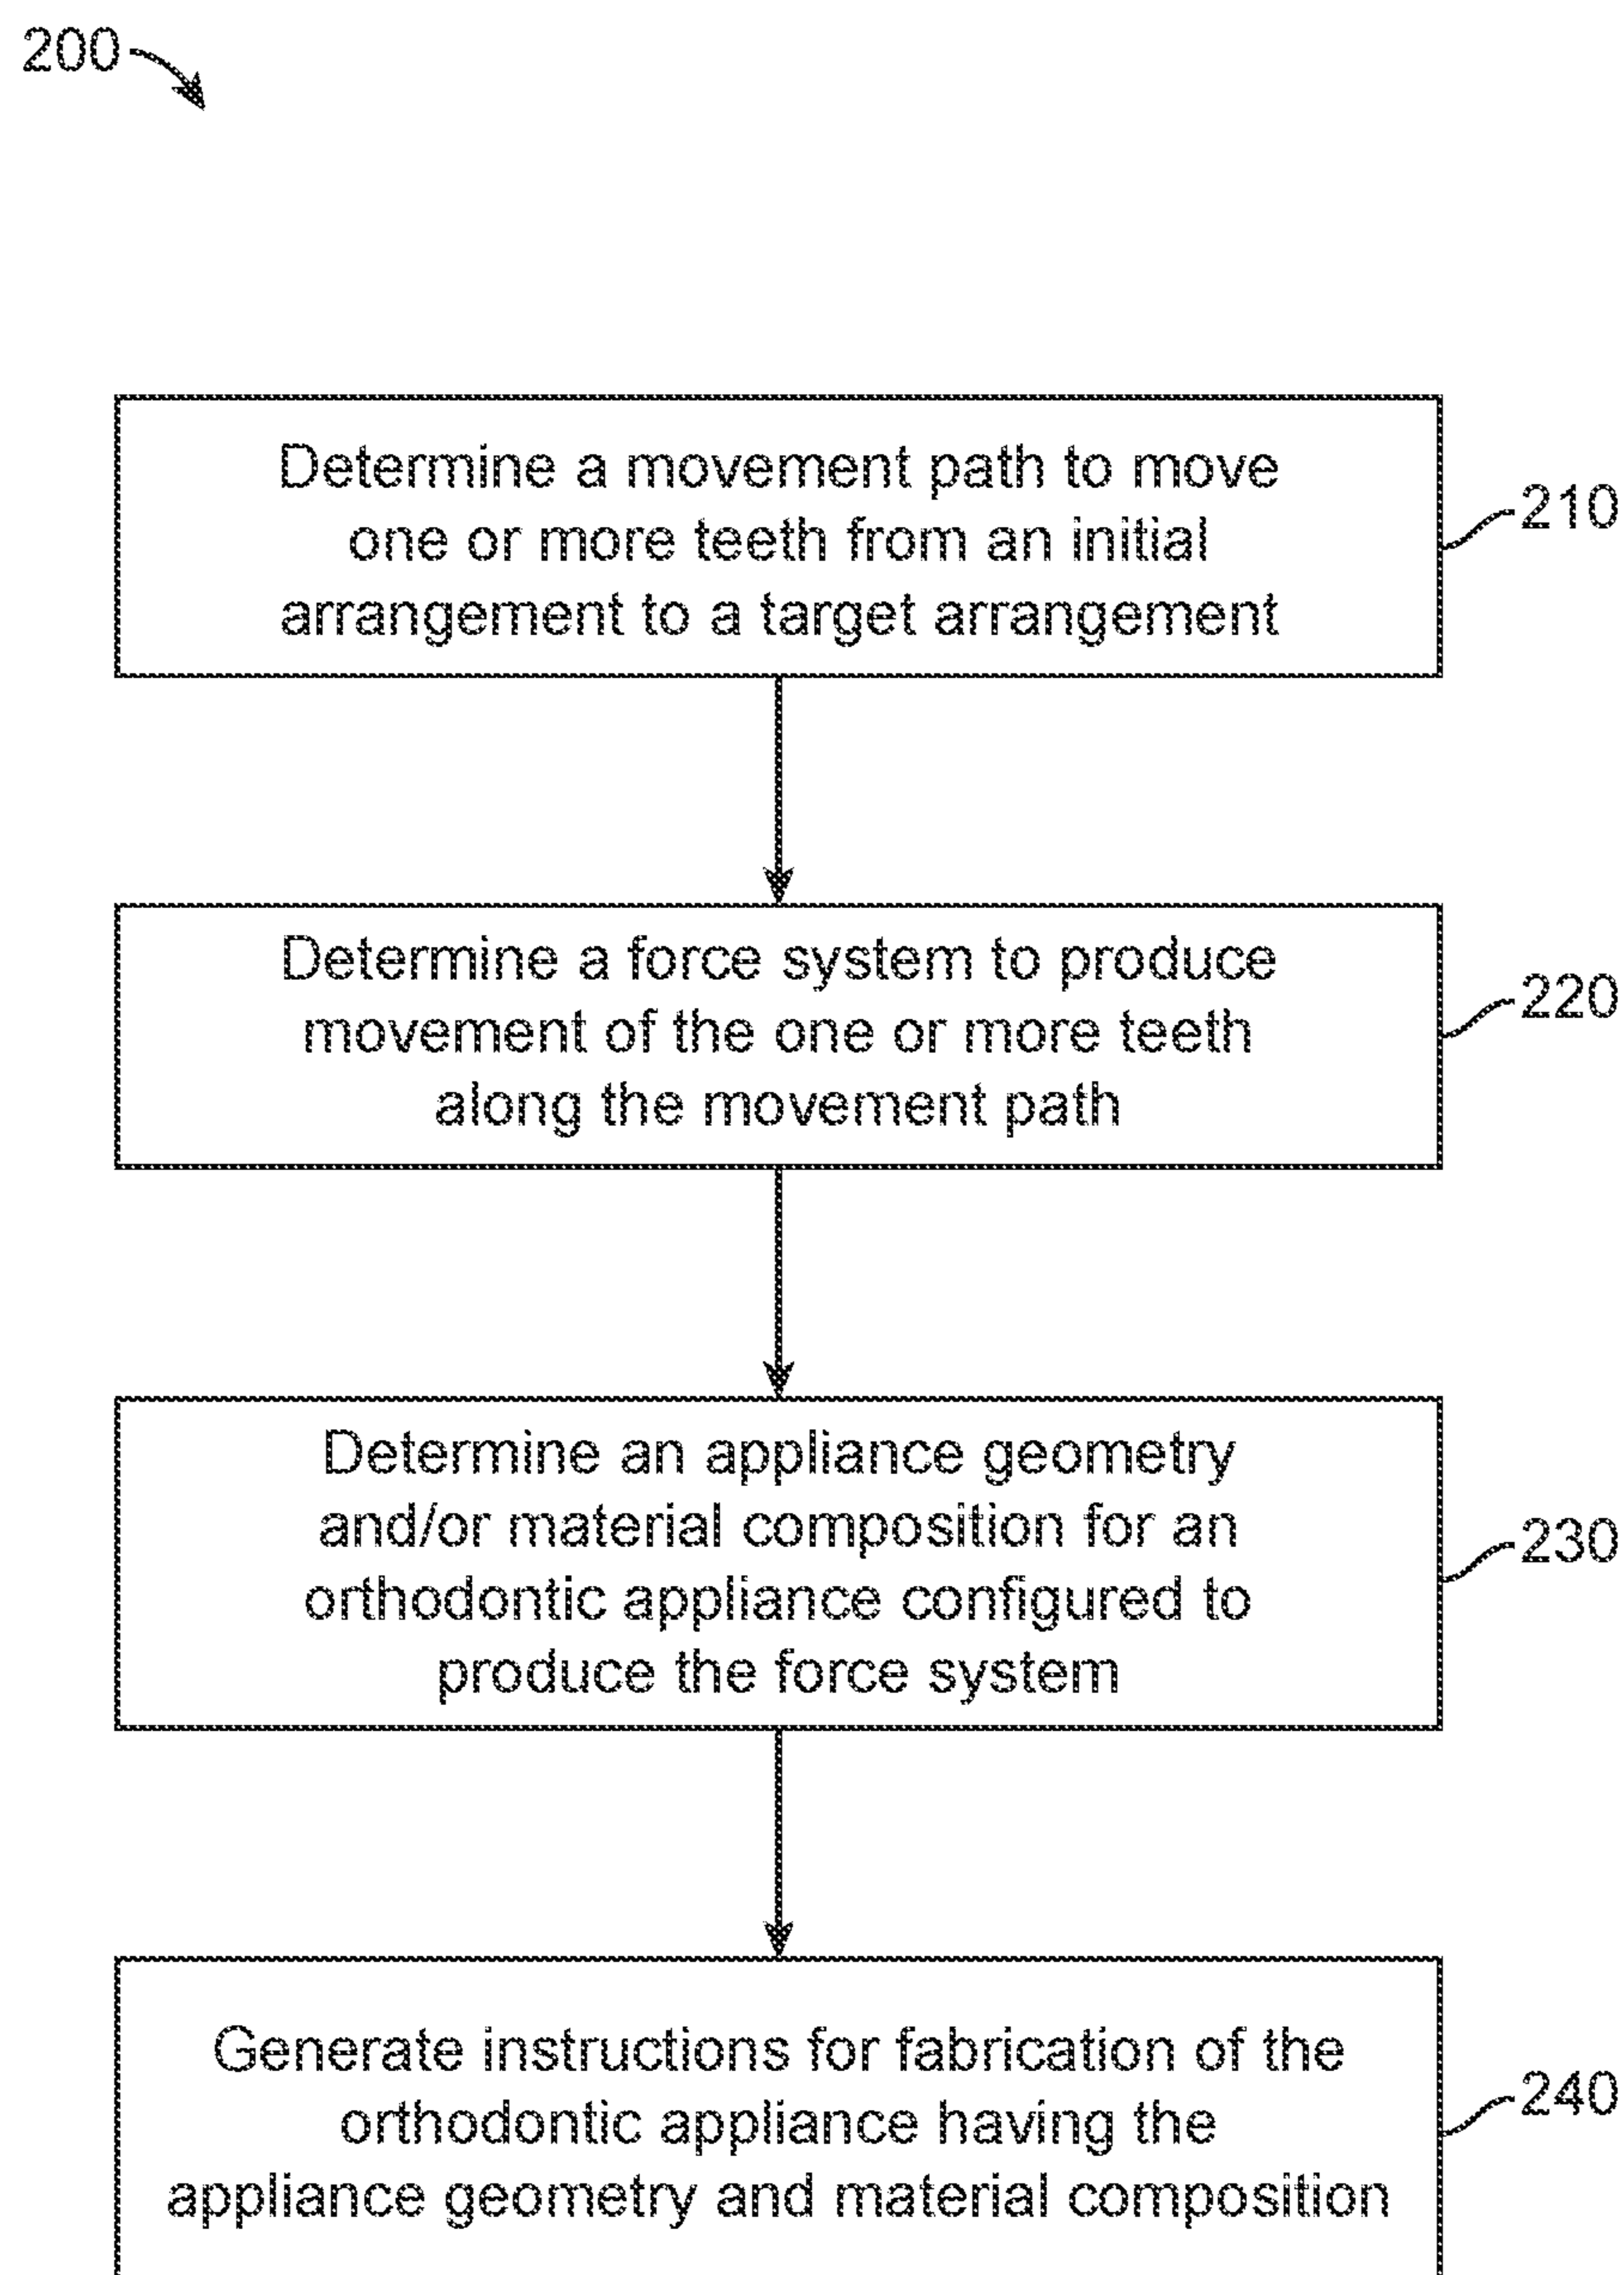 200
Determine a movement path to move
one or more teeth from an initial
arrangement to a target arrangement
210
Determine a force system to produce
movement of the one or more teeth
along the movement path
220
Determine an appliance geometry
and/or material composition for an
orthodontic appliance configured to
produce the force system
230
Generate instructions for fabrication of the
orthodontic appliance having the
appliance geometry and material composition
240